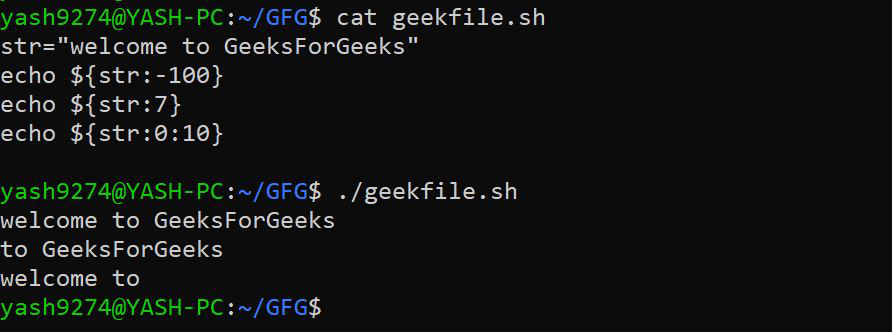 yash9274@YASH-PC:~/GFG$ cat geekfile.sh
str="welcome to GeeksForGeeks"
echo ${str:-100}
echo ${str:7}
echo ${str:0:10}
yash9274@YASH-PC:~/GFG$ ./geekfile.sh
welcome to GeeksForGeeks
to GeeksForGeeks
welcome to
yash9274@YASH-PC:~/GFG$